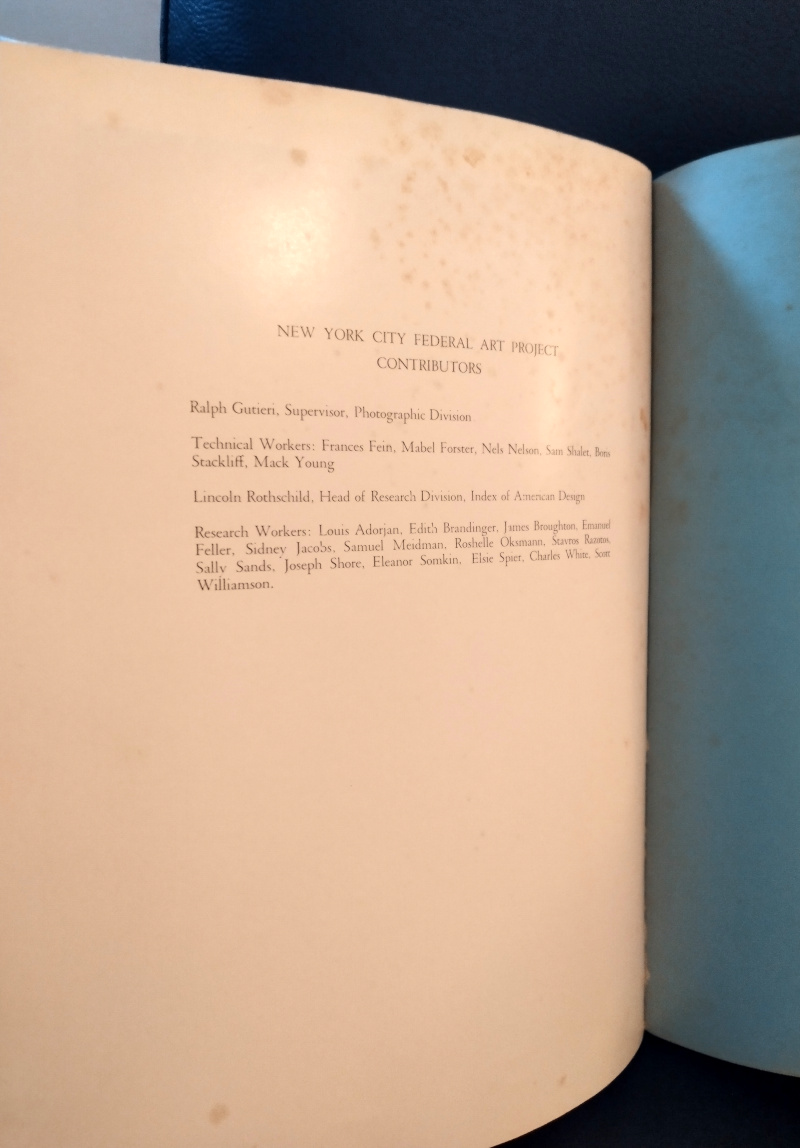 NEW YORK CITY FEDERAL ART PROJECT
CONTRIBUTORS
Ralph Gutieri, Supervisor, Photographic Division
Technical Workers: Frances Fein, Mabel Forster, Nels Nelson, Sam Shalet, Boris
Stackliff, Mack Young
Lincoln Rothschild, Head of Research Division, Index of American Design
Research Workers: Louis Adorjan, Edith Brandinger, James Broughton, Emanuel
Feller, Sidney Jacobs, Samuel Meidman, Roshelle Oksmann, Stavros Razotos,
Sally Sands, Joseph Shore, Eleanor Somkin, Elsie Spier, Charles White, Scott
Williamson.